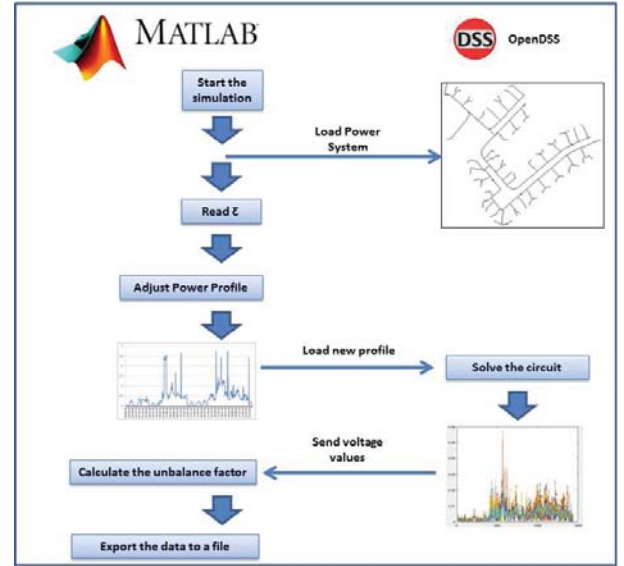 MATLAB
DSS
OpenDSS
Start the
simulation
Load Power
System
Read ξ
Adjust Power Profile
Load new profile
Solve the circuit
Send voltage
values
Calculate the unbalance factor
Export the data to a file